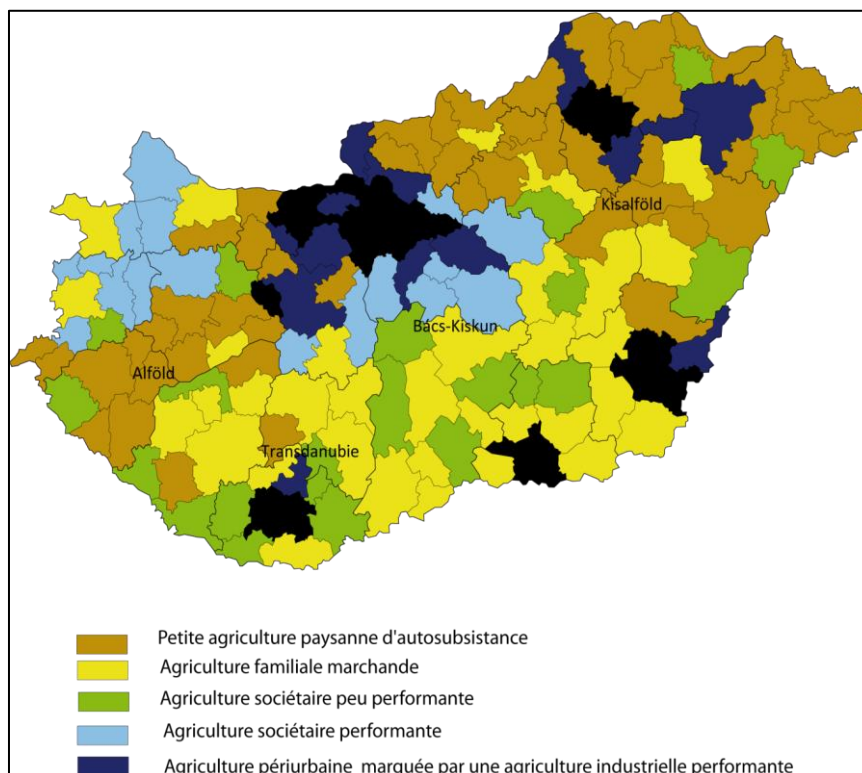 Kisalföld
Bács-Kiskun
Alföld
Transdanubie
Petite agriculture paysanne d'autosubsistance
Agriculture familiale marchande
Agriculture sociétaire peu performante
Agriculture sociétaire performante
Agriculture périurbaine marquée par une agriculture industrielle performante